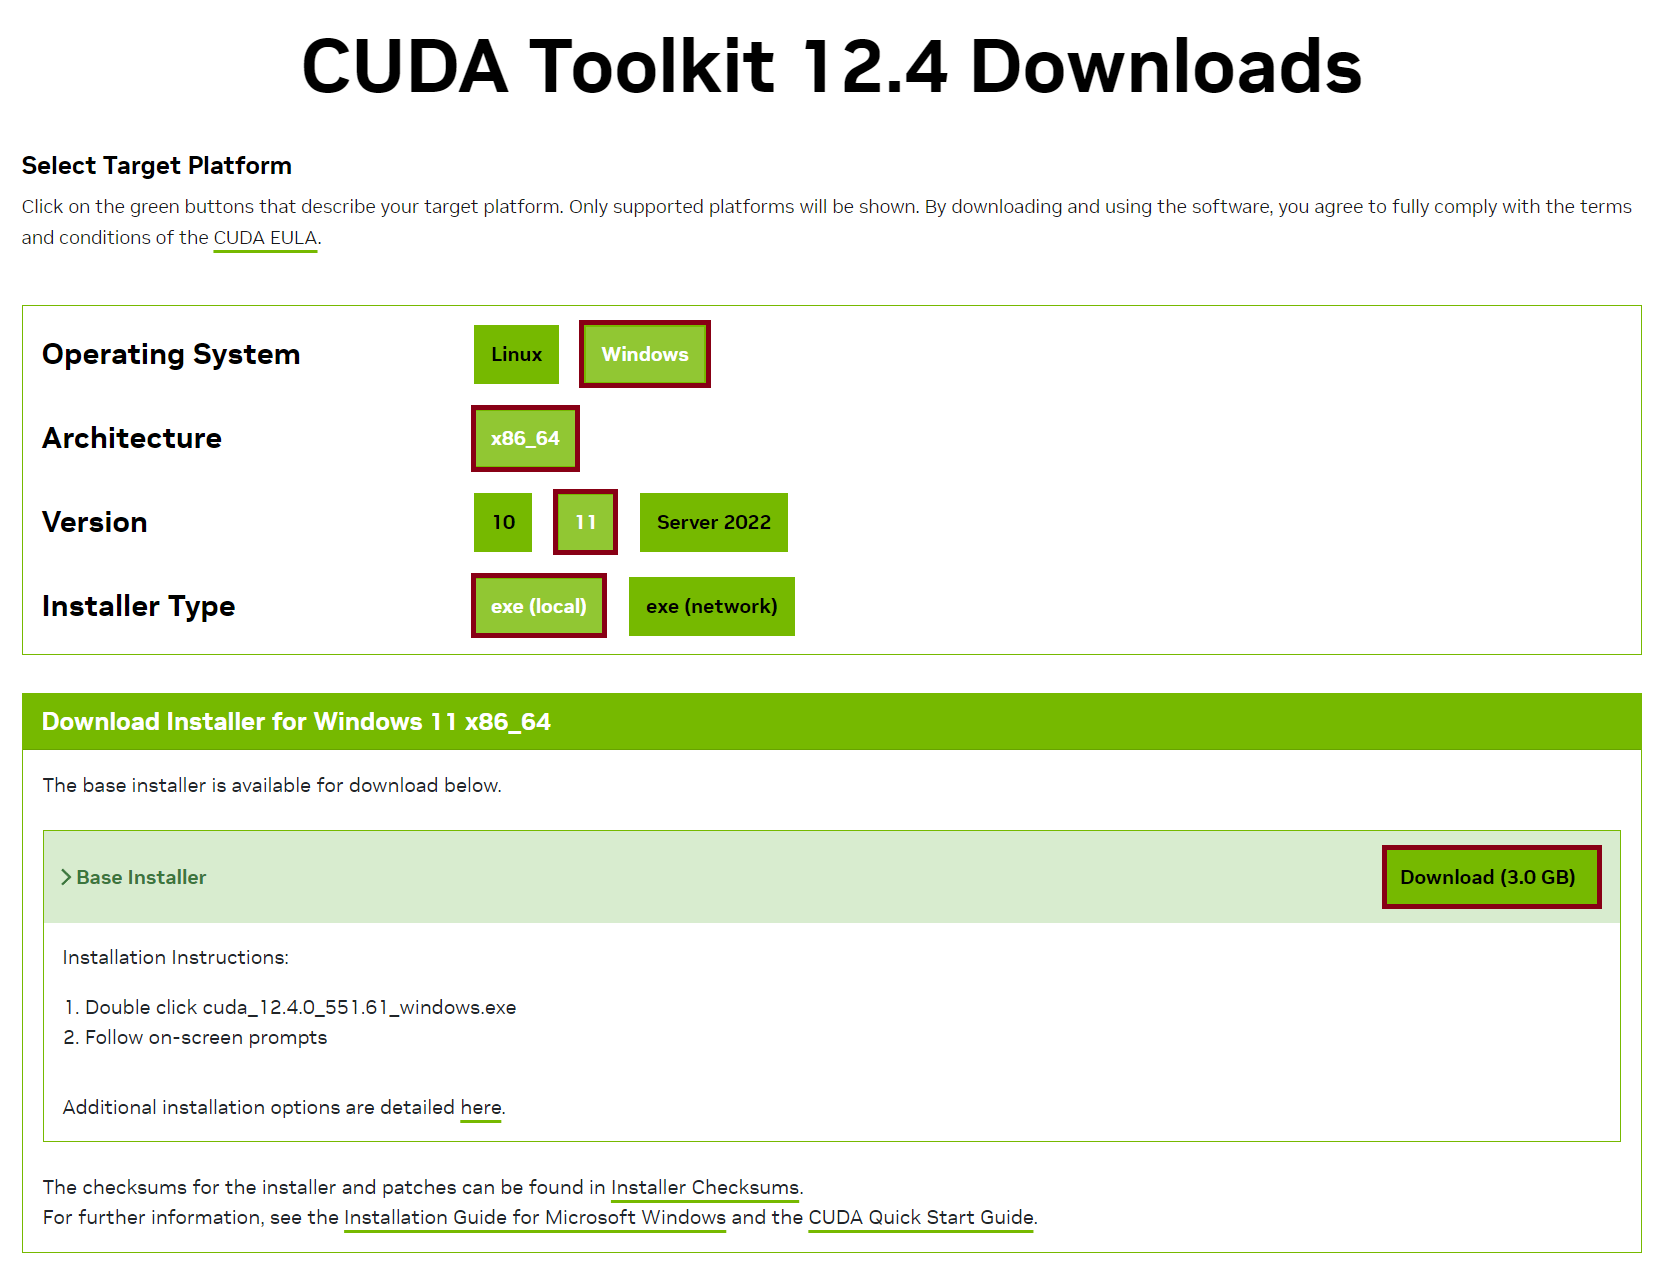 CUDA Toolkit 12.4 Downloads
Select Target Platform
Click on the green buttons that describe your target platform. Only supported platforms will be shown. By downloading and using the software, you agree to fully comply with the terms
and conditions of the CUDA EULA.
Operating System Linux Windows
Architecture x86_64
Version 10 11 Server 2022
Installer Type exe (local) exe (network)
Download Installer for Windows 11 x86_64
The base installer is available for download below.
Base Installer Download (3.0 GB)
Installation Instructions:
1. Double click cuda_12.4.0_551.61_windows.exe
2. Follow on-screen prompts
Additional installation options are detailed here.
The checksums for the installer and patches can be found in Installer Checksums.
For further information, see the Installation Guide for Microsoft Windows and the CUDA Quick Start Guide.